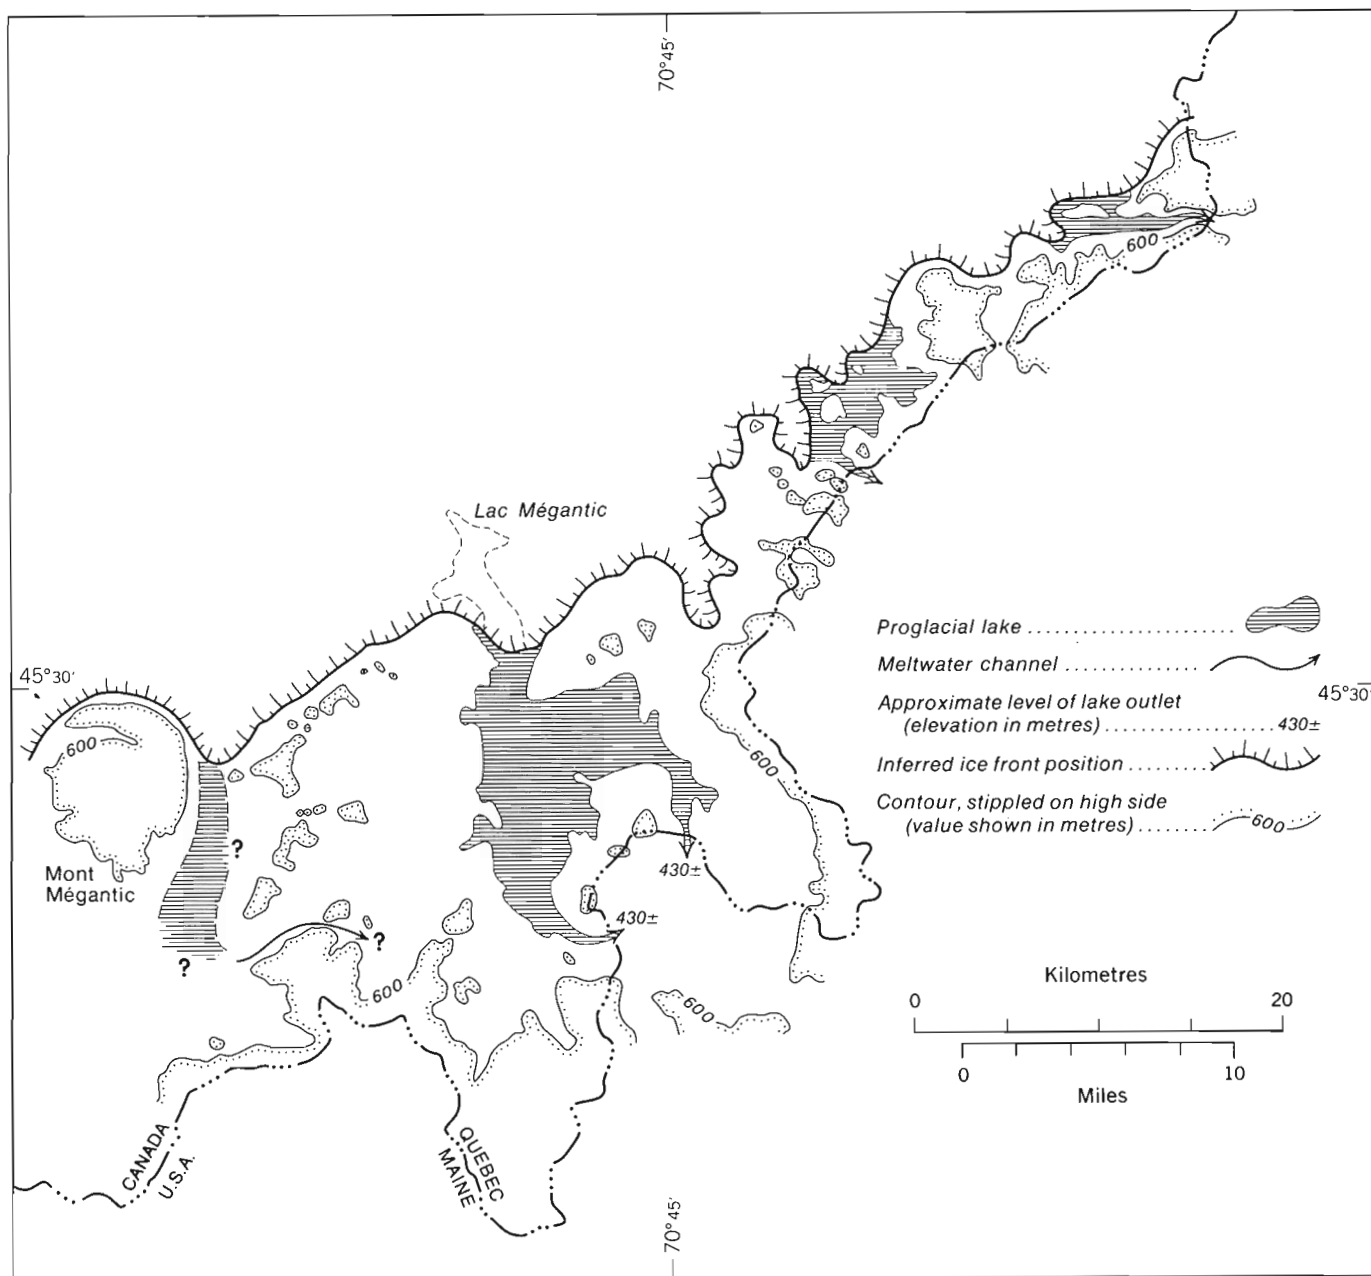 70°45'
600
Lac Mégantic
Proglacial lake
Meltwater channel
45°30'
45°30'
Approximate level of lake outlet
(elevation in metres) 430±
600
600
Inferred ice front position
Contour, stippled on high side
(value shown in metres) 600
?
Mont
Mégantic
430±
430±
?
?
600
600
Kilometres
0 20
0 10
Miles
CANADA
U.S.A.
QUEBEC
MAINE
70°45'